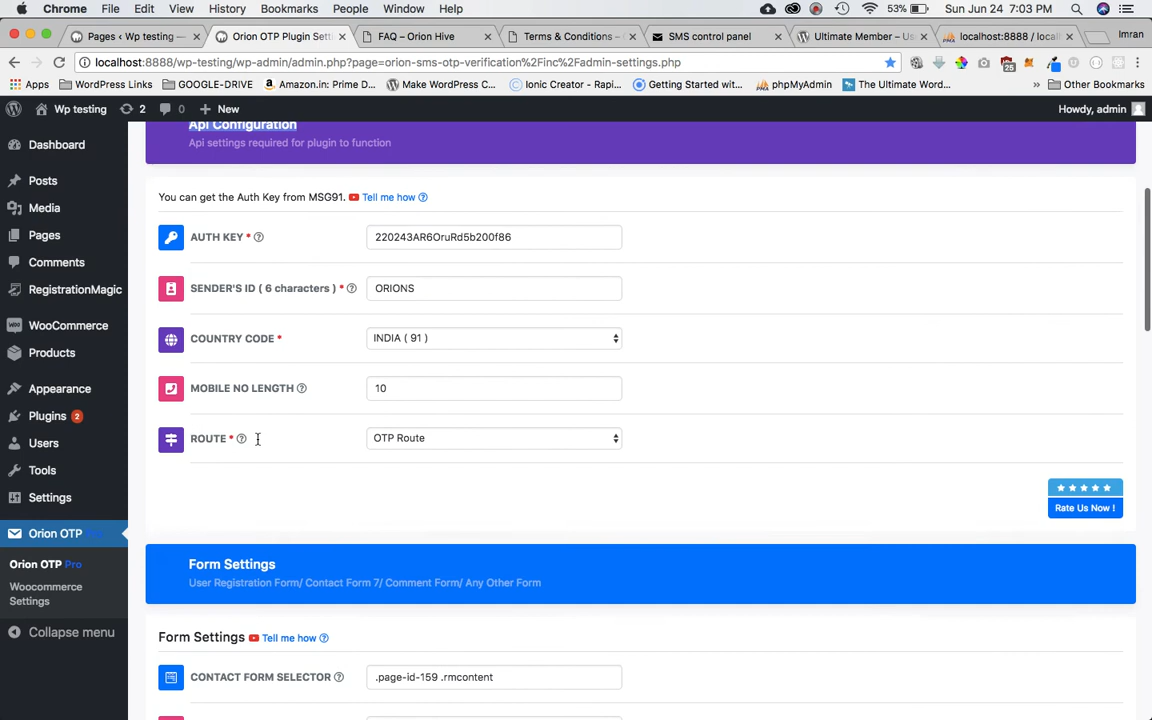 Chrome File Edit View History Bookmarks People Window Help 53% Sun Jun 24 7:03 PM
Pages ‹ Wp testing — Orion OTP Plugin Setti FAQ – Orion Hive Terms & Conditions – O SMS control panel Ultimate Member – Use localhost:8888 / local Imran
localhost:8888/wp-testing/wp-admin/admin.php?page=orion-sms-otp-verification%2Finc%2Fadmin-settings.php 25
Apps WordPress Links GOOGLE-DRIVE Amazon.in: Prime D... Make WordPress C... Ionic Creator - Rapi... Getting Started wit... phpMyAdmin The Ultimate Word... » Other Bookmarks
Wp testing 2 0 New Howdy, admin
Dashboard
Posts
Media
Pages
Comments
RegistrationMagic
WooCommerce
Products
Appearance
Plugins 2
Users
Tools
Settings
Orion OTP Pro
Orion OTP Pro
Woocommerce
Settings
Collapse menu
Api Configuration
Api settings required for plugin to function
You can get the Auth Key from MSG91. Tell me how
AUTH KEY * 220243AR6OruRd5b200f86
SENDER'S ID ( 6 characters ) * ORIONS
COUNTRY CODE * INDIA ( 91 )
MOBILE NO LENGTH 10
ROUTE * OTP Route
Rate Us Now !
Form Settings
User Registration Form/ Contact Form 7/ Comment Form/ Any Other Form
Form Settings Tell me how
CONTACT FORM SELECTOR .page-id-159 .rmcontent